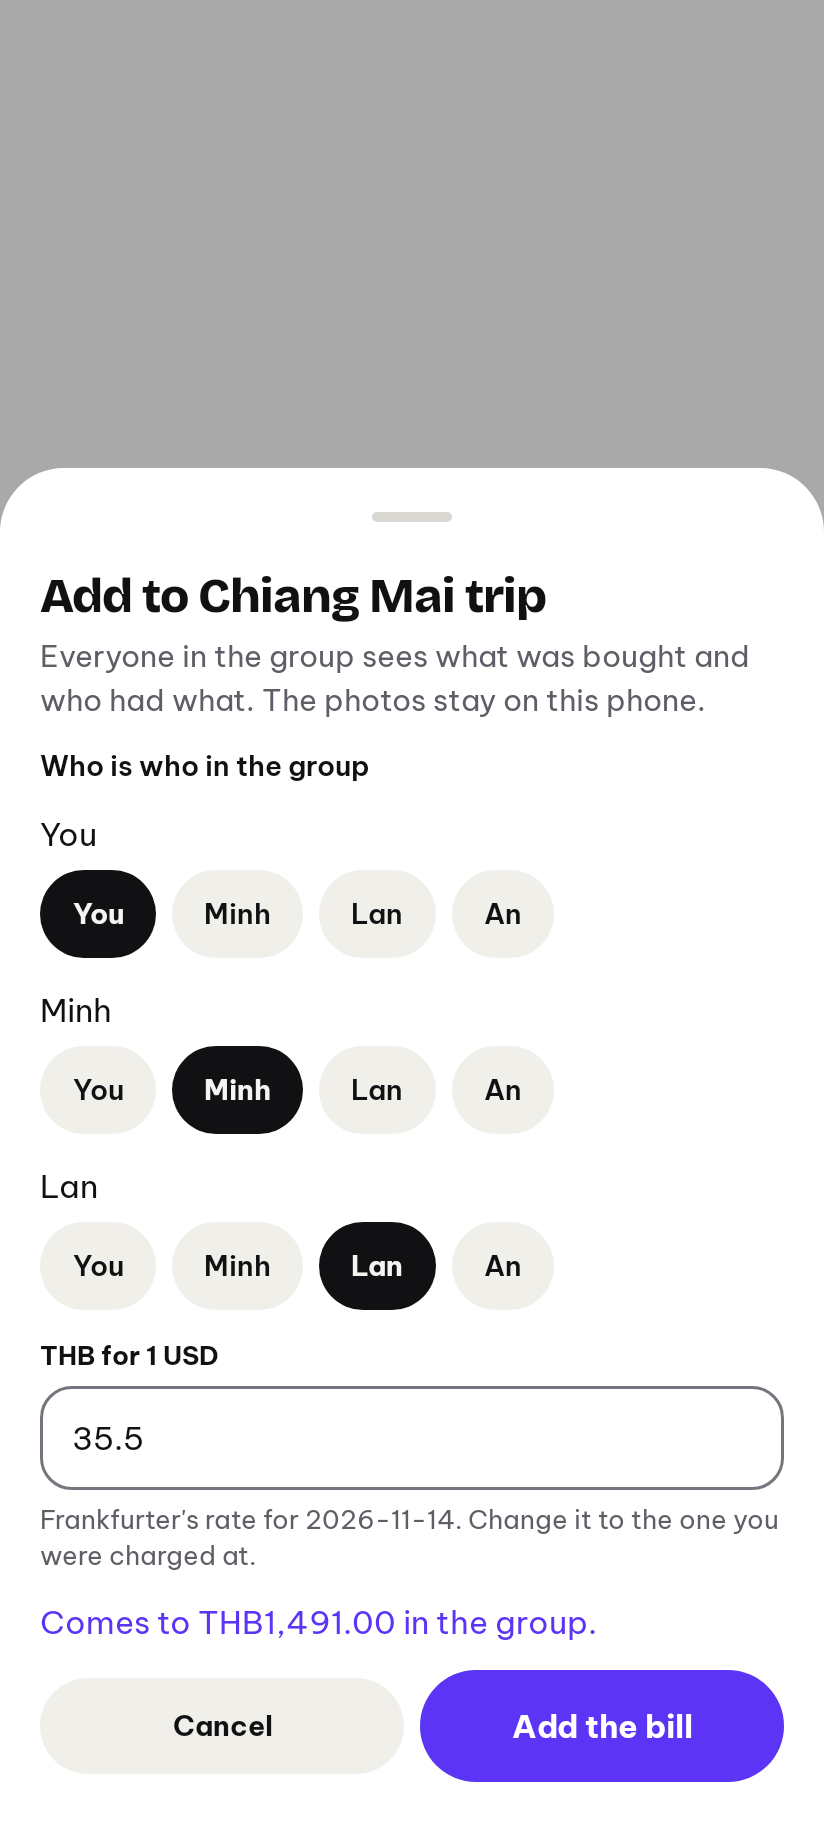 Add to Chiang Mai trip
Everyone in the group sees what was bought and
who had what. The photos stay on this phone.
Who is who in the group
You
You Minh Lan An
Minh
You Minh Lan An
Lan
You Minh Lan An
THB for 1 USD
35.5
Frankfurter's rate for 2026-11-14. Change it to the one you
were charged at.
Comes to THB1,491.00 in the group.
Cancel Add the bill